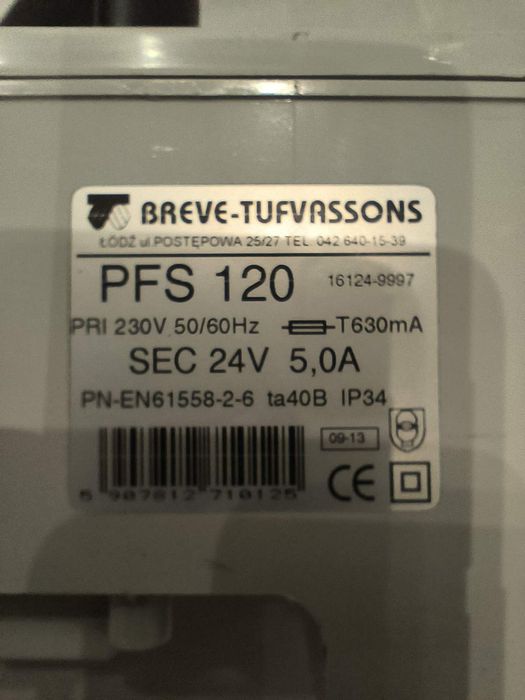 BREVE-TUFVASSONS
ŁÓDŹ ul.POSTĘPOWA 25/27 TEL. 042 640-15-39
PFS 120 16124-9997
PRI 230V 50/60Hz T630mA
SEC 24V 5,0A
PN-EN61558-2-6 ta40B IP34
09-13
CE
5 907812 710125